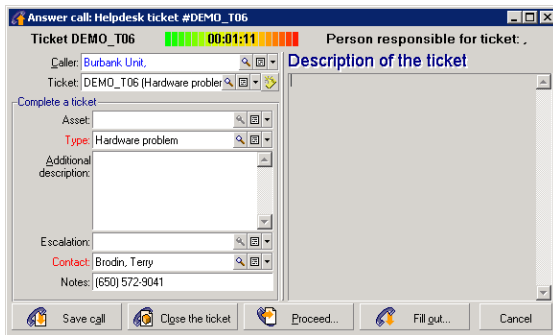 Answer call: Helpdesk ticket #DEMO_T06
Ticket DEMO_T06 00:01:11 Person responsible for ticket: ,
Caller: Burbank Unit,
Description of the ticket
Ticket: DEMO_T06 (Hardware probler
Complete a ticket
Asset:
Type: Hardware problem
Additional
description:
Escalation:
Contact: Brodin, Terry
Notes: (650) 572-9041
Save call Close the ticket Proceed... Fill out... Cancel